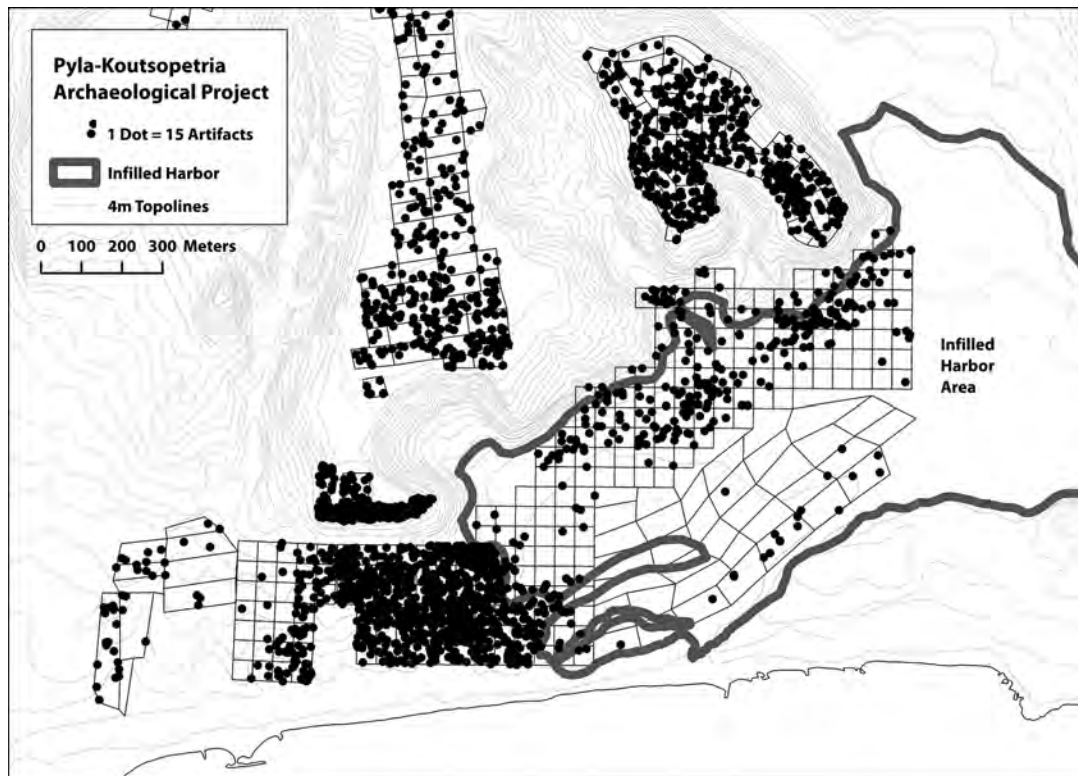 Pyla-Koutsopetria
Archaeological Project
1 Dot = 15 Artifacts
Infilled Harbor
4m Topolines
0 100 200 300 Meters
Infilled
Harbor
Area